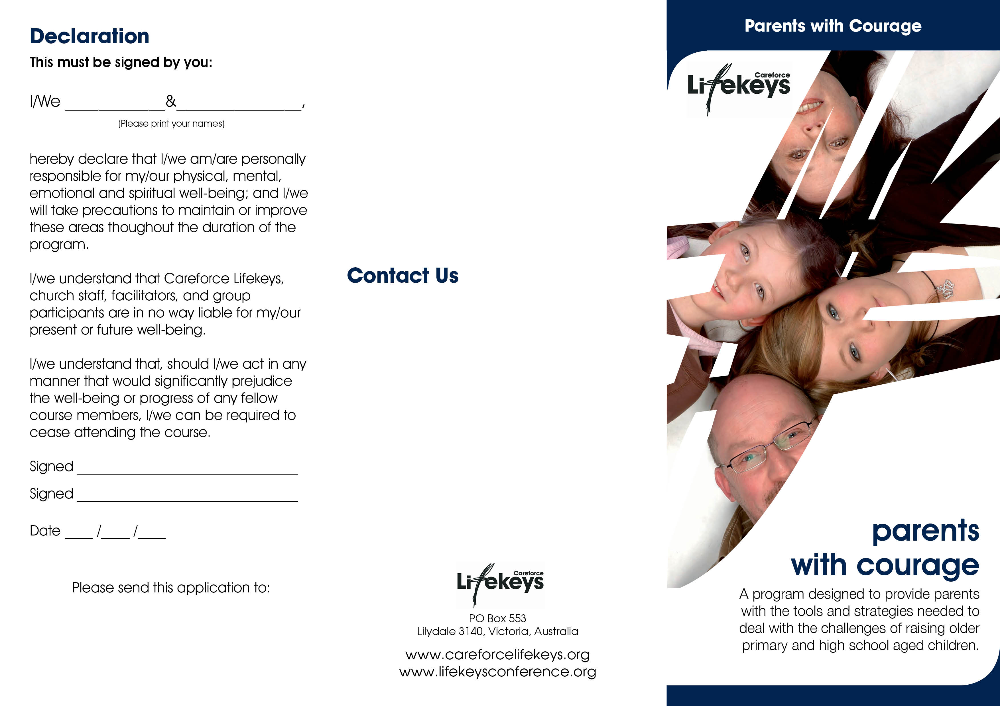 Declaration
This must be signed by you:
I/We ____________&_______________,
(Please print your names)
hereby declare that I/we am/are personally
responsible for my/our physical, mental,
emotional and spiritual well-being; and I/we
will take precautions to maintain or improve
these areas thoughout the duration of the
program.
I/we understand that Careforce Lifekeys,
church staff, facilitators, and group
participants are in no way liable for my/our
present or future well-being.
I/we understand that, should I/we act in any
manner that would significantly prejudice
the well-being or progress of any fellow
course members, I/we can be required to
cease attending the course.
Signed _______________________________
Signed _______________________________
Date ____ /____ /____
Please send this application to:
Contact Us
Careforce
Lifekeys
PO Box 553
Lilydale 3140, Victoria, Australia
www.careforcelifekeys.org
www.lifekeysconference.org
Parents with Courage
Careforce
Lifekeys
parents
with courage
A program designed to provide parents
with the tools and strategies needed to
deal with the challenges of raising older
primary and high school aged children.